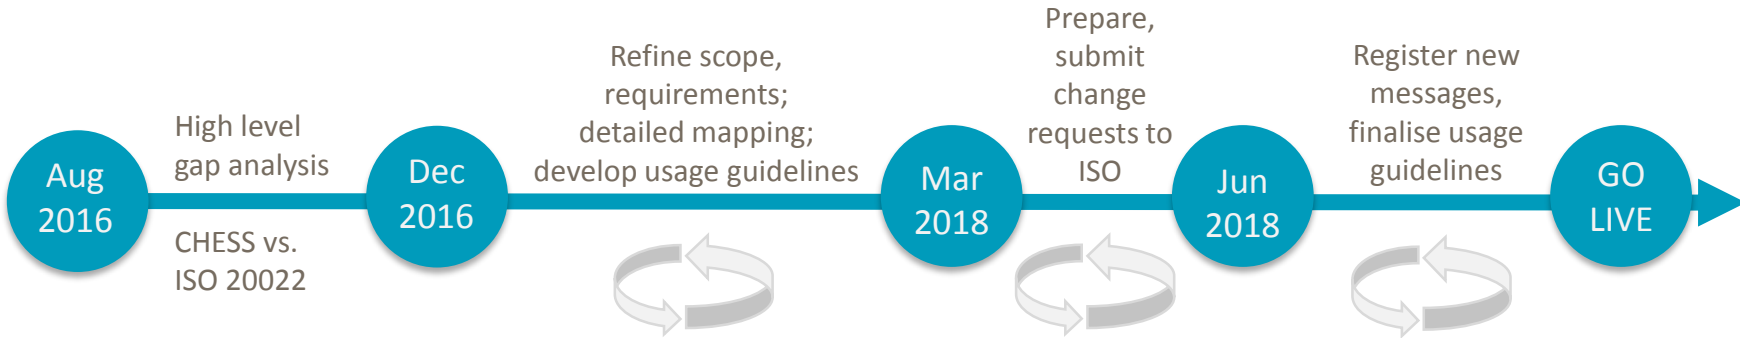 Aug
2016
High level
gap analysis
CHESS vs.
ISO 20022
Dec
2016
Refine scope,
requirements;
detailed mapping;
develop usage guidelines
Mar
2018
Prepare,
submit
change
requests to
ISO
Jun
2018
Register new
messages,
finalise usage
guidelines
GO
LIVE